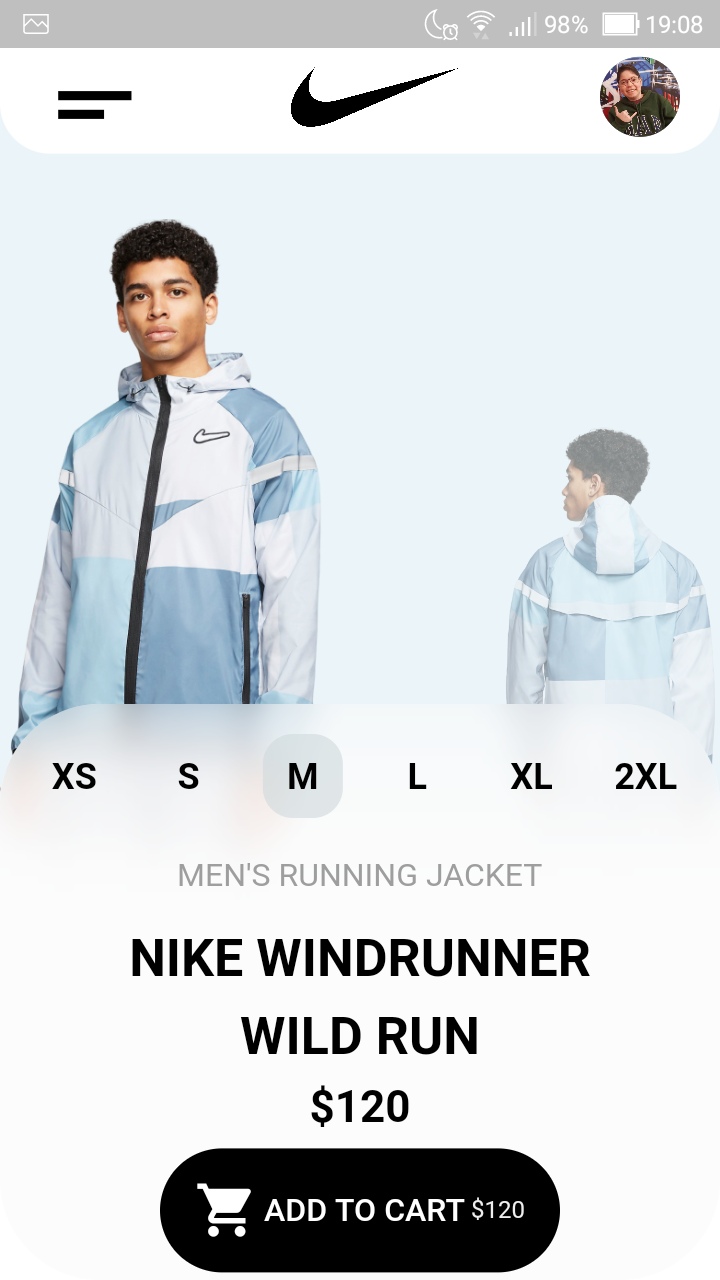 98% 19:08
XS S M L XL 2XL
MEN'S RUNNING JACKET
NIKE WINDRUNNER
WILD RUN
$120
ADD TO CART $120